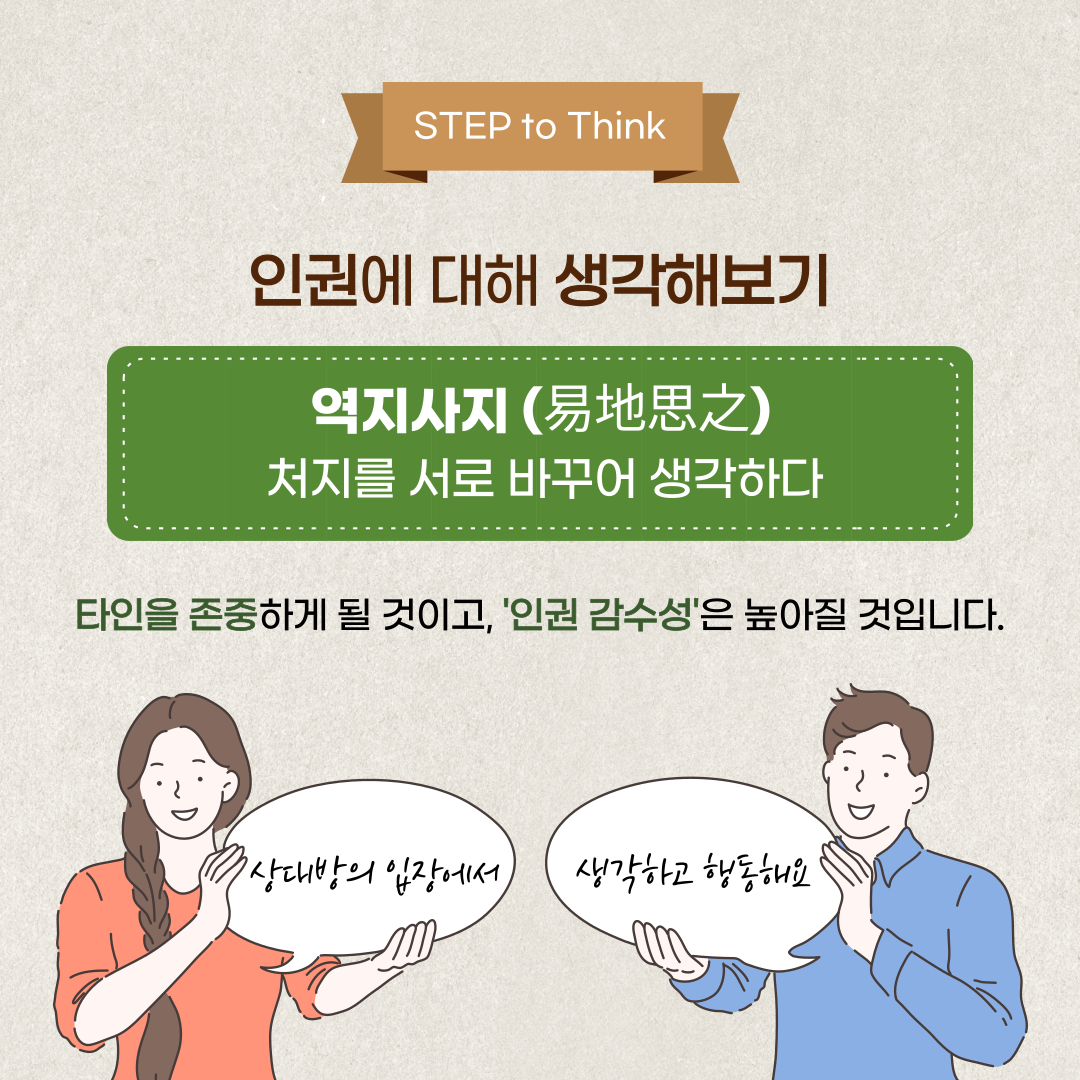 STEP to Think
인권에 대해 생각해보기
역지사지 (易地思之)
처지를 서로 바꾸어 생각하다
타인을 존중하게 될 것이고, '인권 감수성'은 높아질 것입니다.
상대방의 입장에서
생각하고 행동해요